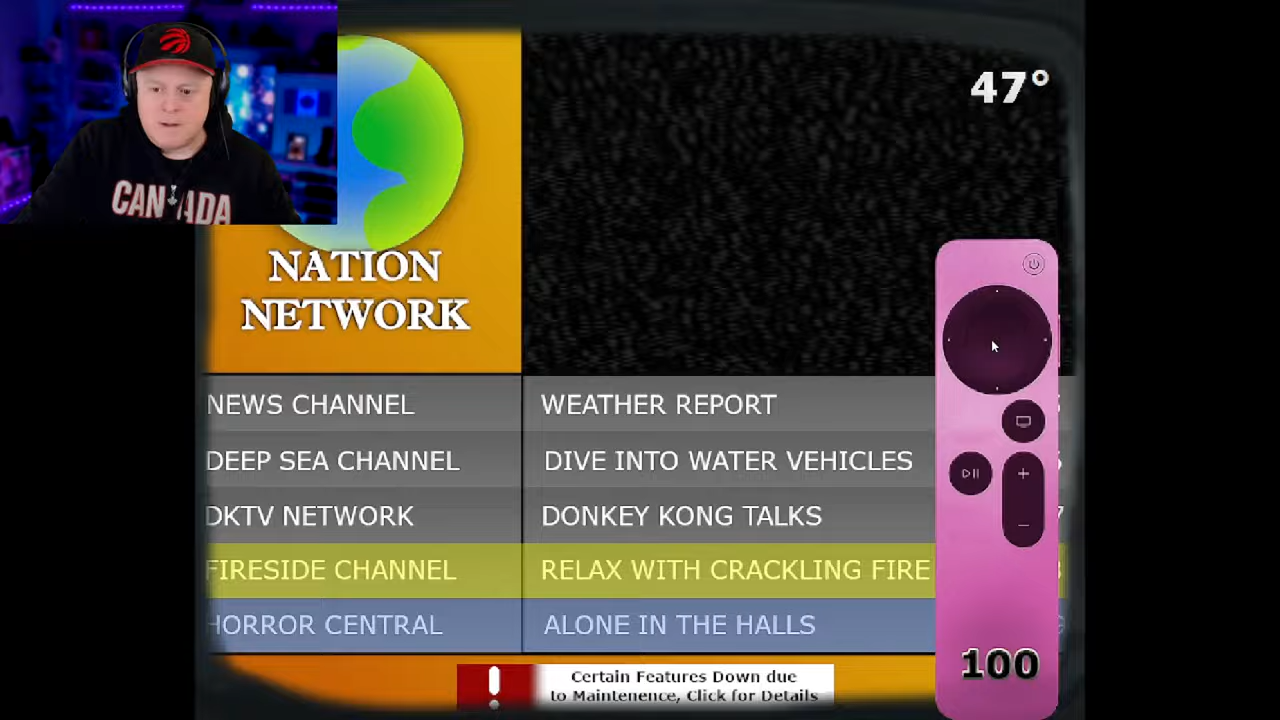 CANADA
47°
NATION
NETWORK
NEWS CHANNEL WEATHER REPORT
DEEP SEA CHANNEL DIVE INTO WATER VEHICLES
DKTV NETWORK DONKEY KONG TALKS
FIRESIDE CHANNEL RELAX WITH CRACKLING FIRE
HORROR CENTRAL ALONE IN THE HALLS
100
! Certain Features Down due
to Maintenence, Click for Details